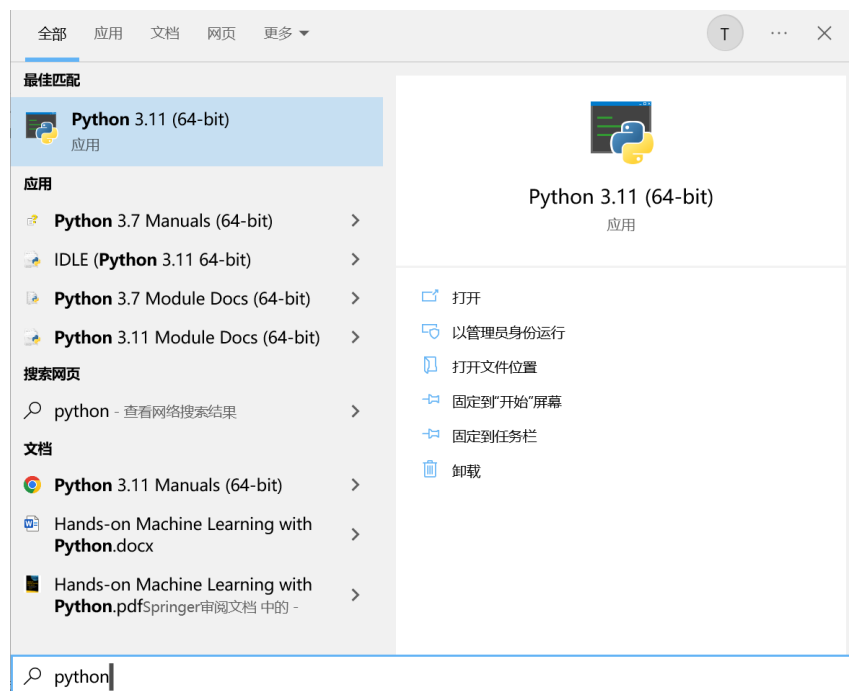 全部 应用 文档 网页 更多 T ...
最佳匹配
Python 3.11 (64-bit)
应用
应用
Python 3.7 Manuals (64-bit)
IDLE (Python 3.11 64-bit)
Python 3.7 Module Docs (64-bit)
Python 3.11 Module Docs (64-bit)
搜索网页
python - 查看网络搜索结果
文档
Python 3.11 Manuals (64-bit)
Hands-on Machine Learning with
Python.docx
Hands-on Machine Learning with
Python.pdfSpringer审阅文档 中的 -
Python 3.11 (64-bit)
应用
打开
以管理员身份运行
打开文件位置
固定到"开始"屏幕
固定到任务栏
卸载
python